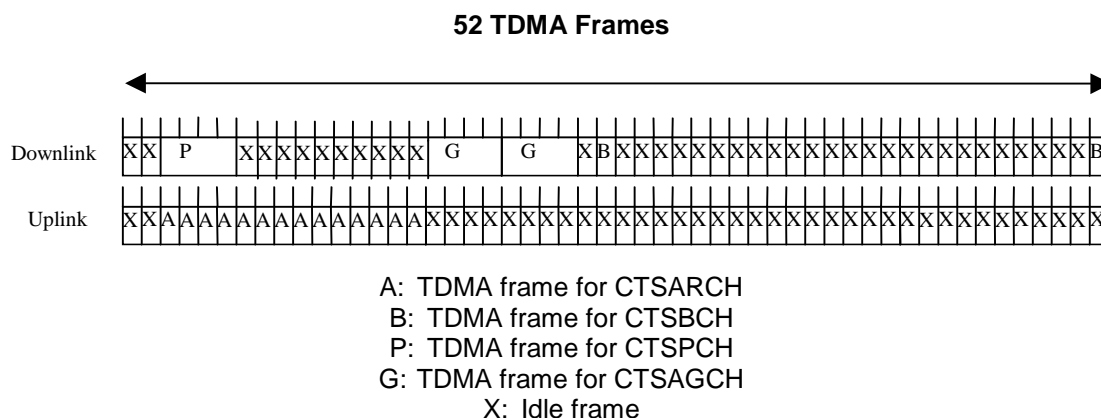 52 TDMA Frames
Downlink X X P X X X X X X X X X X G G X B X X X X X X X X X X X X X X X X X X X X X X X X X B
Uplink X X A A A A A A A A A A A A A A X X X X X X X X X X X X X X X X X X X X X X X X X X X X X X X X X X X X
A: TDMA frame for CTSARCH
B: TDMA frame for CTSBCH
P: TDMA frame for CTSPCH
G: TDMA frame for CTSAGCH
X: Idle frame